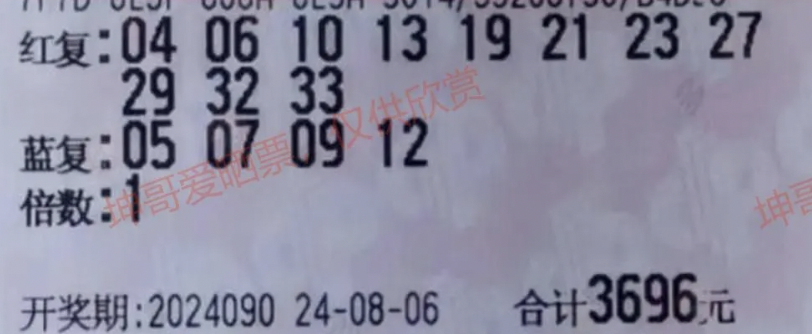 红复:04 06 10 13 19 21 23 27
29 32 33
蓝复:05 07 09 12
倍数:1
坤哥爱晒票 仅供欣赏
坤哥
开奖期:2024090 24-08-06 合计3696元